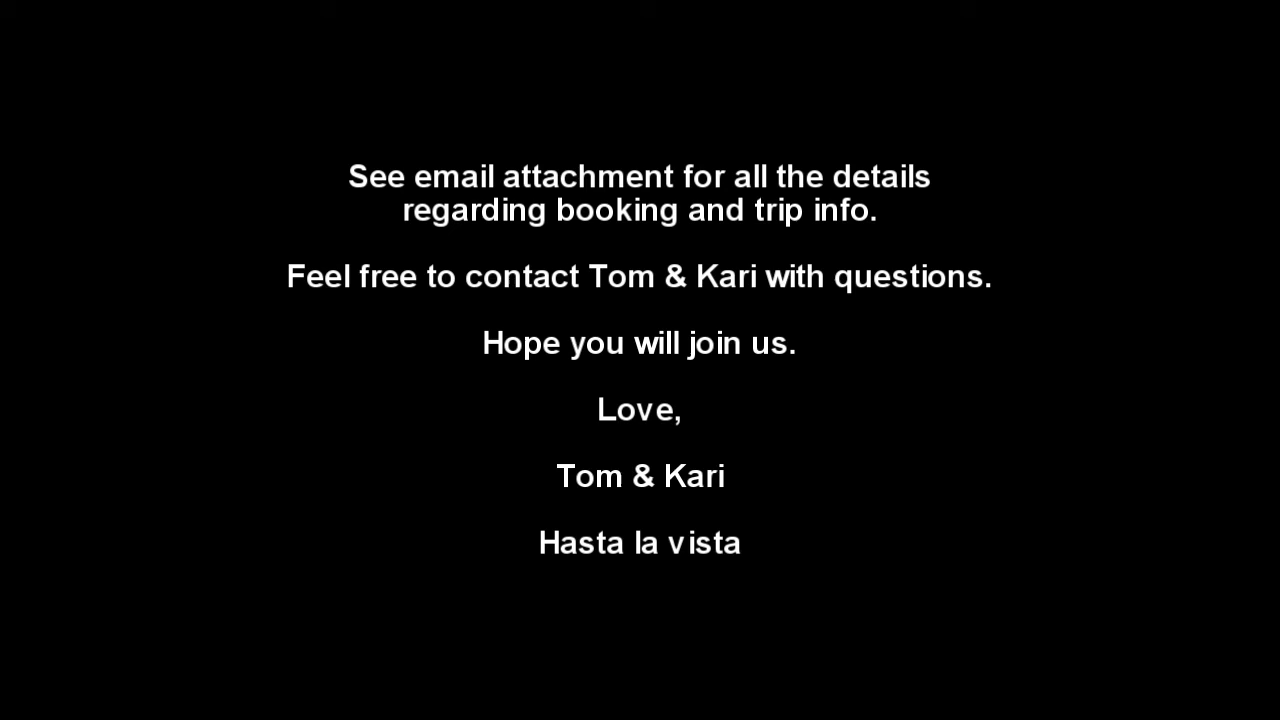 See email attachment for all the details
regarding booking and trip info.
Feel free to contact Tom & Kari with questions.
Hope you will join us.
Love,
Tom & Kari
Hasta la vista